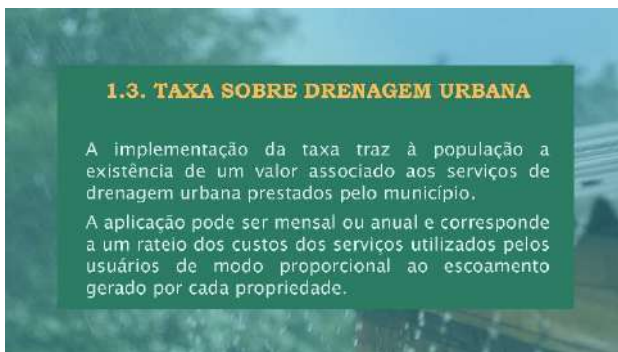 1.3. TAXA SOBRE DRENAGEM URBANA
A implementação da taxa traz à população a
existência de um valor associado aos serviços de
drenagem urbana prestados pelo município.
A aplicação pode ser mensal ou anual e corresponde
a um rateio dos custos dos serviços utilizados pelos
usuários de modo proporcional ao escoamento
gerado por cada propriedade.